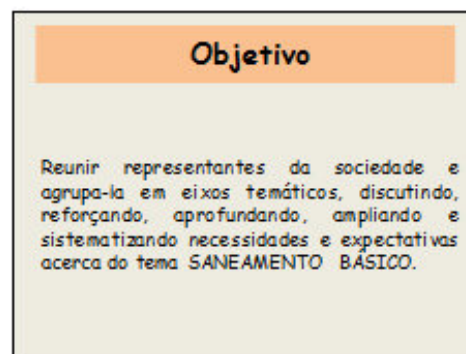 Objetivo
Reunir representantes da sociedade e
agrupa-la em eixos temáticos, discutindo,
reforçando, aprofundando, ampliando e
sistematizando necessidades e expectativas
acerca do tema SANEAMENTO BÁSICO.